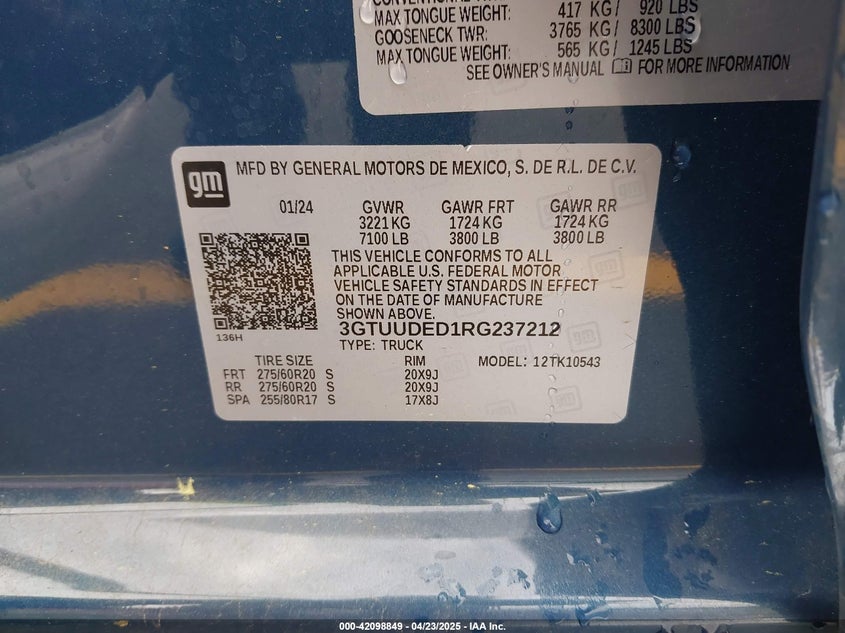 MAX TONGUE WEIGHT: 417 KG/ 920 LBS
GOOSENECK TWR: 3765 KG/ 8300 LBS
MAX TONGUE WEIGHT: 565 KG/ 1245 LBS
SEE OWNER'S MANUAL FOR MORE INFORMATION
gm MFD BY GENERAL MOTORS DE MEXICO, S. DE R.L. DE C.V.
01/24 GVWR GAWR FRT GAWR RR
3221 KG 1724 KG 1724 KG
7100 LB 3800 LB 3800 LB
THIS VEHICLE CONFORMS TO ALL
APPLICABLE U.S. FEDERAL MOTOR
VEHICLE SAFETY STANDARDS IN EFFECT
ON THE DATE OF MANUFACTURE
SHOWN ABOVE.
3GTUUDED1RG237212
136H
TYPE: TRUCK
TIRE SIZE RIM MODEL: 12TK10543
FRT 275/60R20 S 20X9J
RR 275/60R20 S 20X9J
SPA 255/80R17 S 17X8J
000-42098849 - 04/23/2025 - IAA Inc.